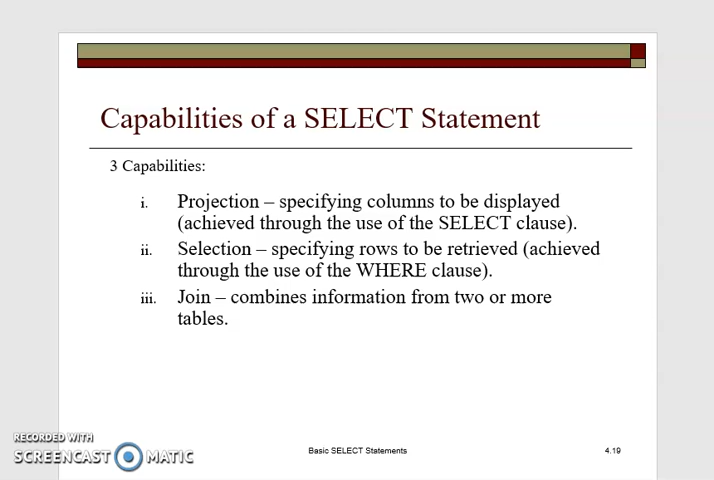 Capabilities of a SELECT Statement
3 Capabilities:
i. Projection – specifying columns to be displayed
(achieved through the use of the SELECT clause).
ii. Selection – specifying rows to be retrieved (achieved
through the use of the WHERE clause).
iii. Join – combines information from two or more
tables.
RECORDED WITH
SCREENCAST MATIC
Basic SELECT Statements
4.19